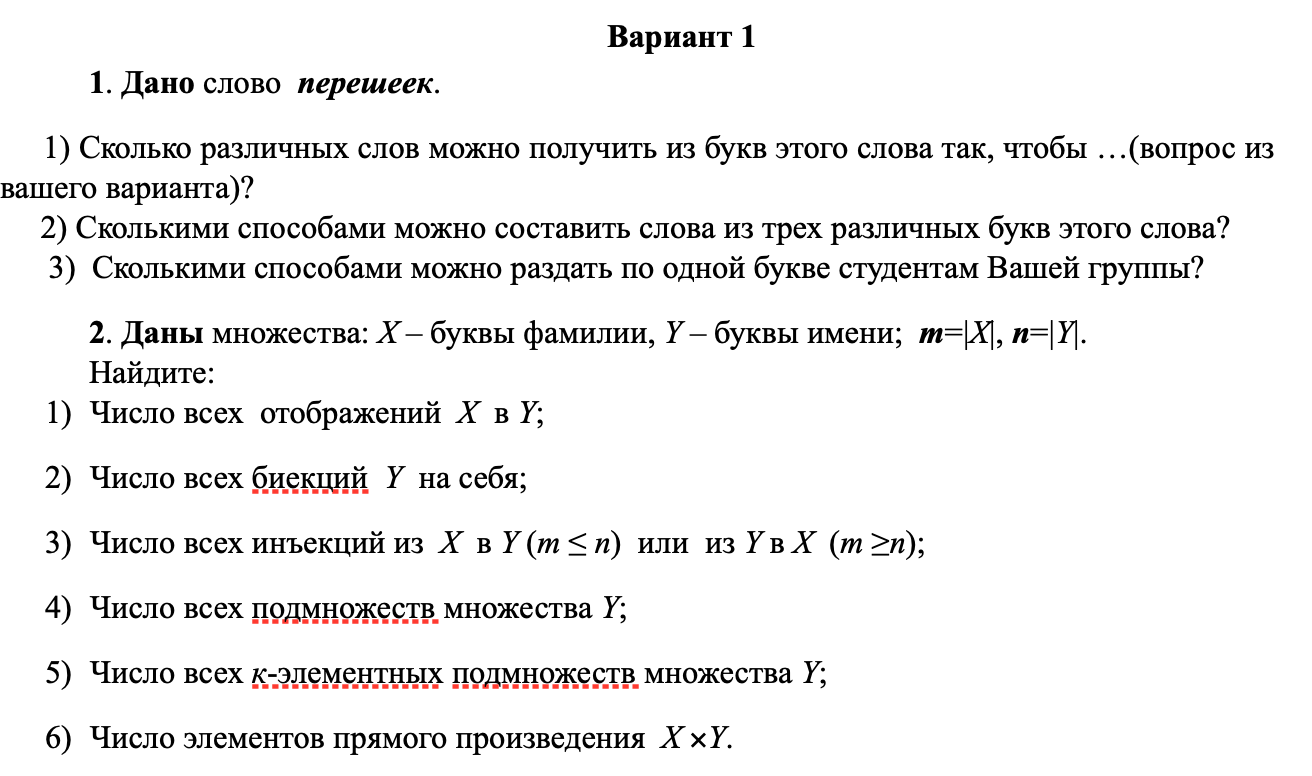 Вариант 1
1. Дано слово перешеек.
1) Сколько различных слов можно получить из букв этого слова так, чтобы …(вопрос из
вашего варианта)?
2) Сколькими способами можно составить слова из трех различных букв этого слова?
3) Сколькими способами можно раздать по одной букве студентам Вашей группы?
2. Даны множества: X – буквы фамилии, Y – буквы имени; m=|X|, n=|Y|.
Найдите:
1) Число всех отображений X в Y;
2) Число всех биекций Y на себя;
3) Число всех инъекций из X в Y (m ≤ n) или из Y в X (m ≥n);
4) Число всех подмножеств множества Y;
5) Число всех к-элементных подмножеств множества Y;
6) Число элементов прямого произведения X ×Y.